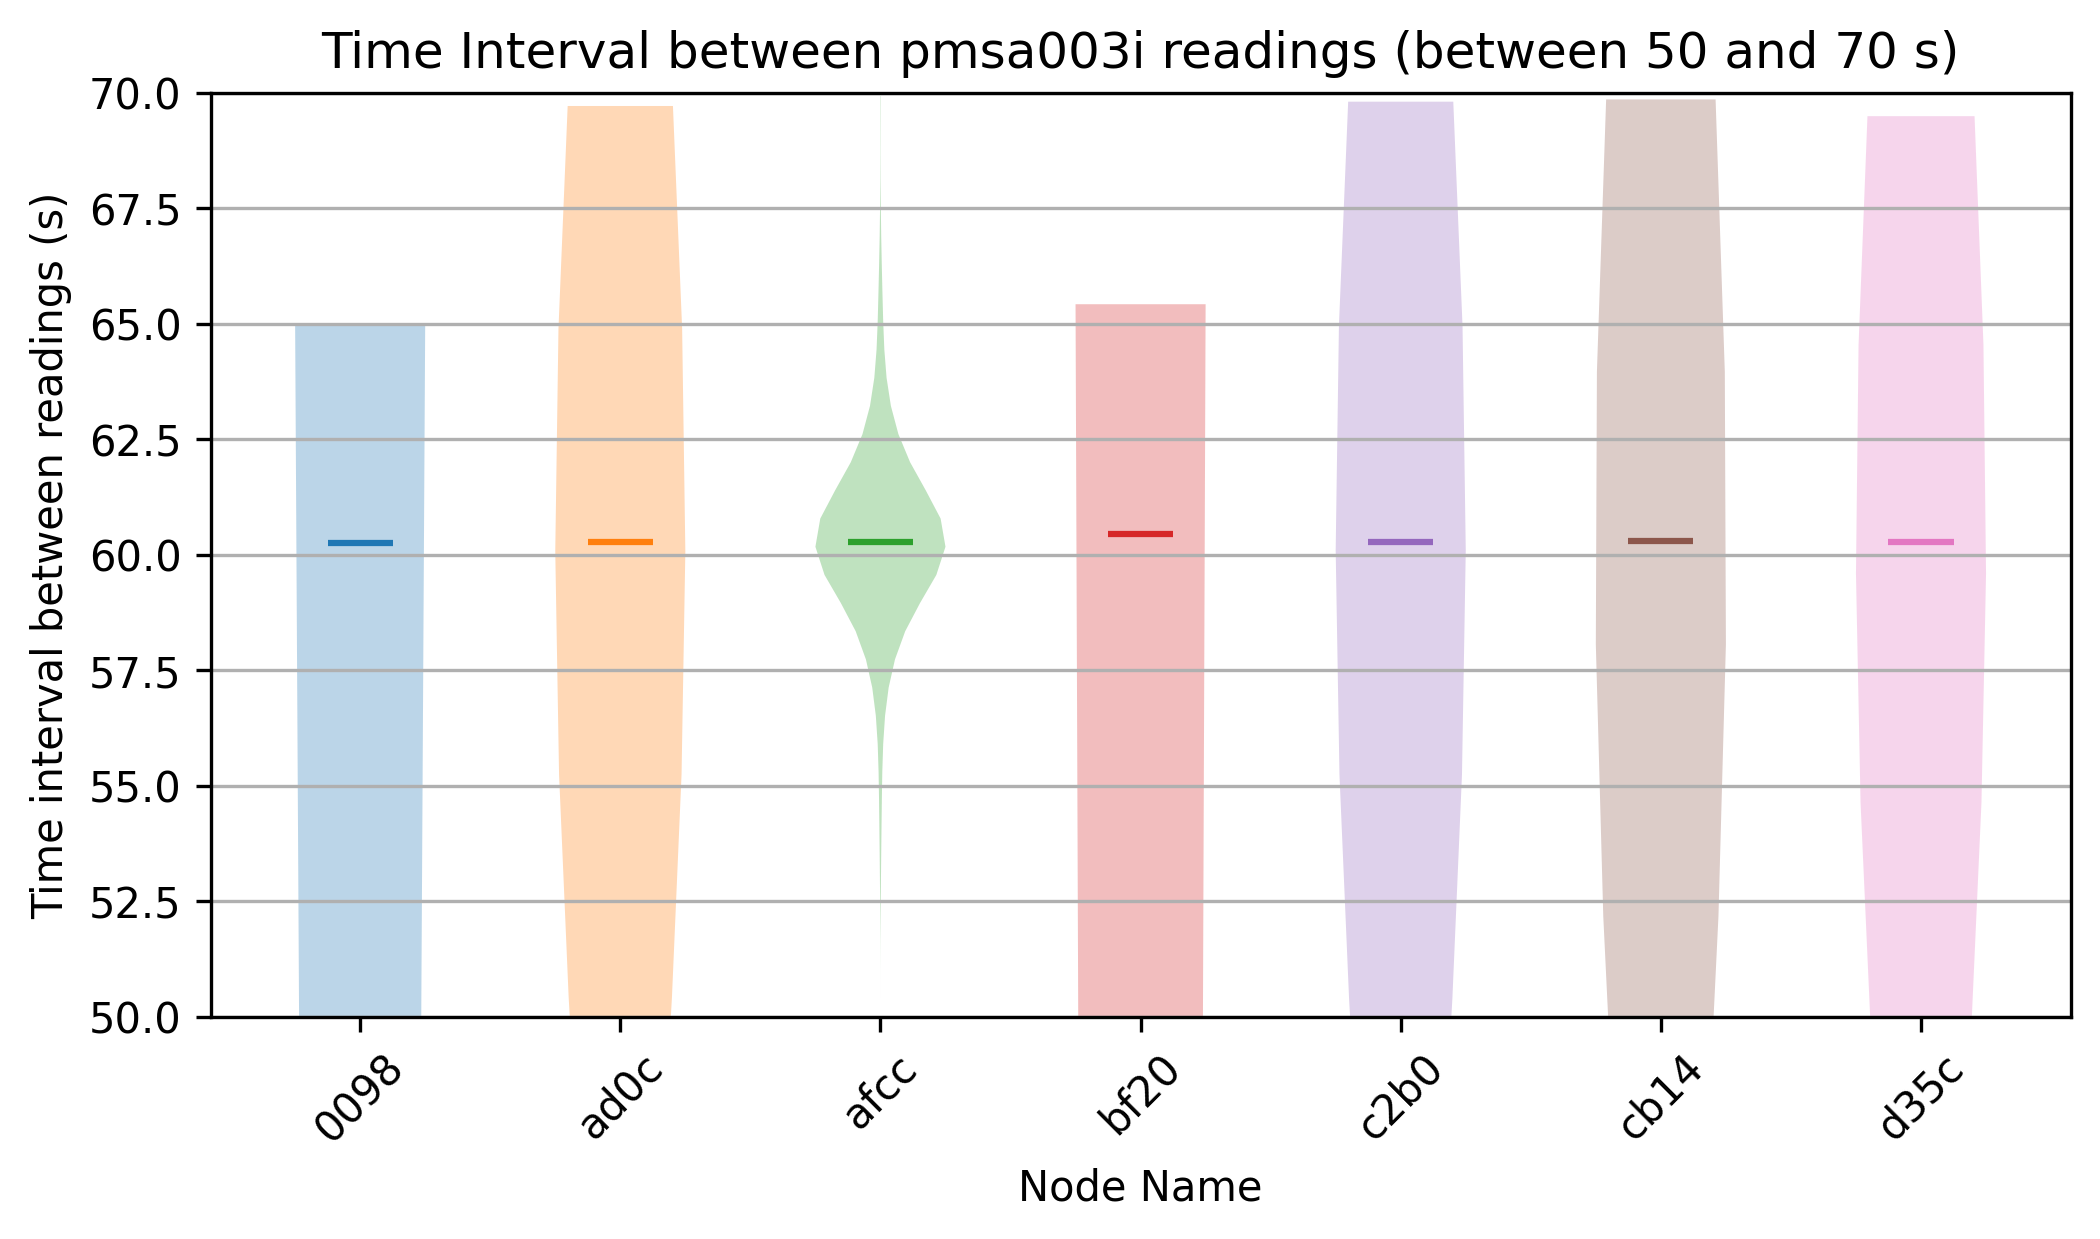 Time Interval between pmsa003i readings (between 50 and 70 s)
Time interval between readings (s)
70.0
67.5
65.0
62.5
60.0
57.5
55.0
52.5
50.0
0098
ad0c
afcc
bf20
c2b0
cb14
d35c
Node Name